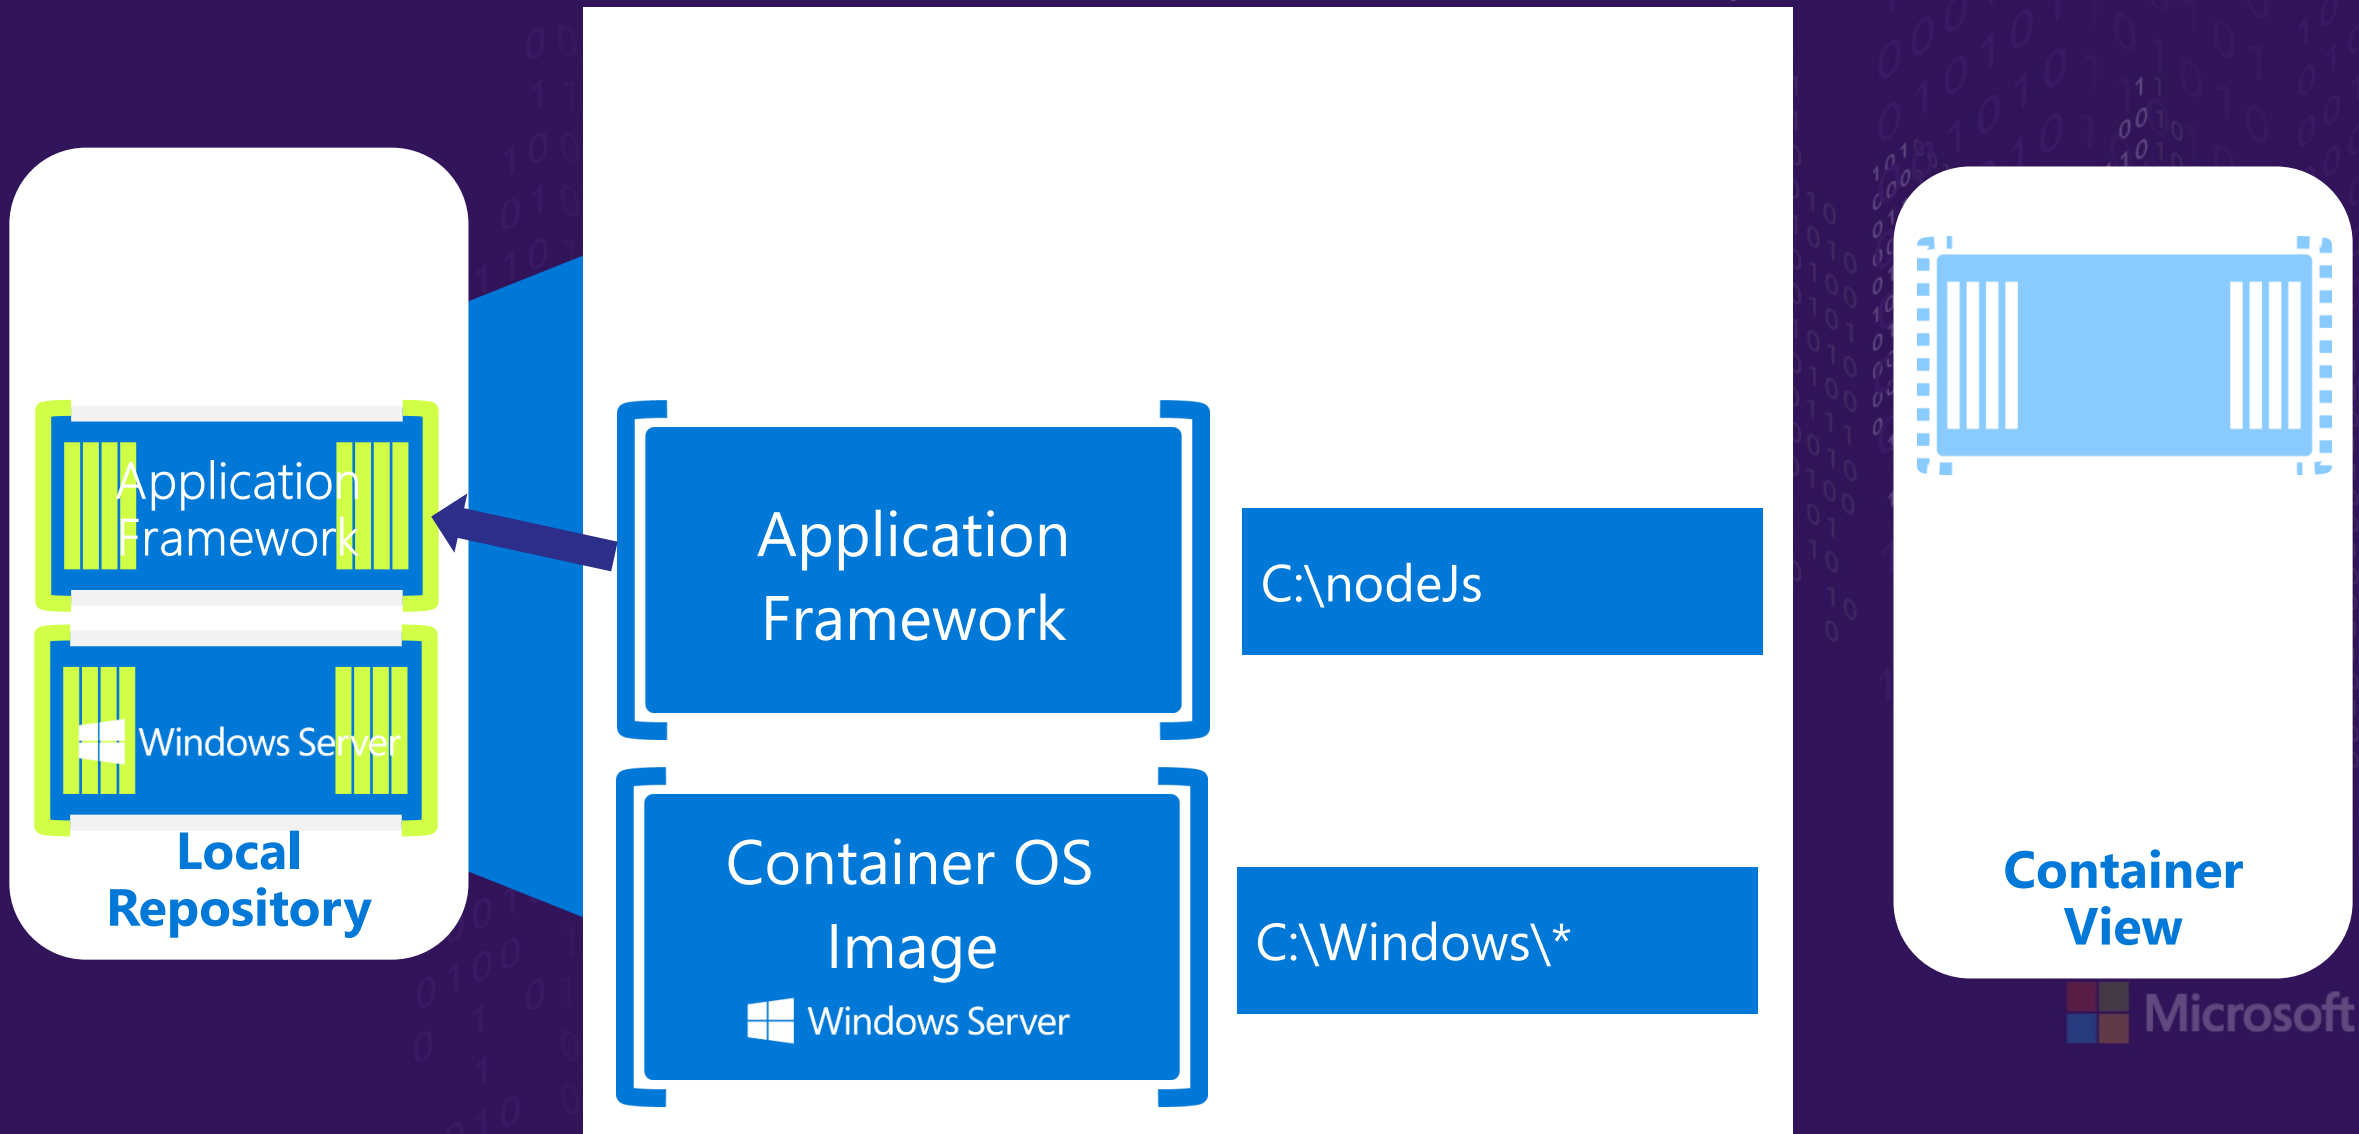 Application
Framework
Windows Server
Local
Repository
Application
Framework
C:\nodeJs
Container OS
Image
Windows Server
C:\Windows\*
Container
View
Microsoft